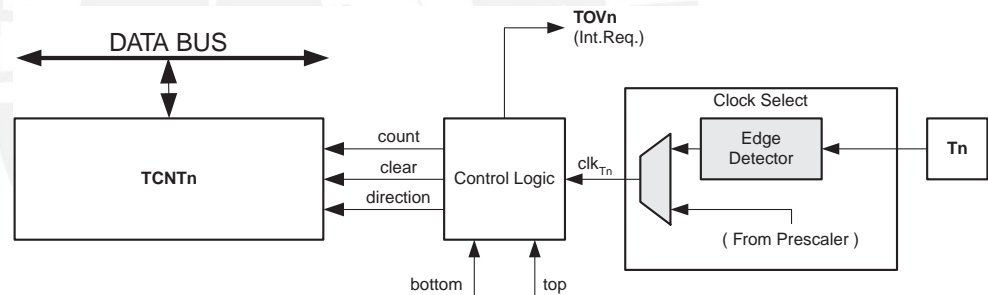 TOVn
(Int.Req.)
DATA BUS
Clock Select
count
Edge
Detector
Tn
TCNTn
clear
Control Logic
clkTn
direction
( From Prescaler )
bottom
top